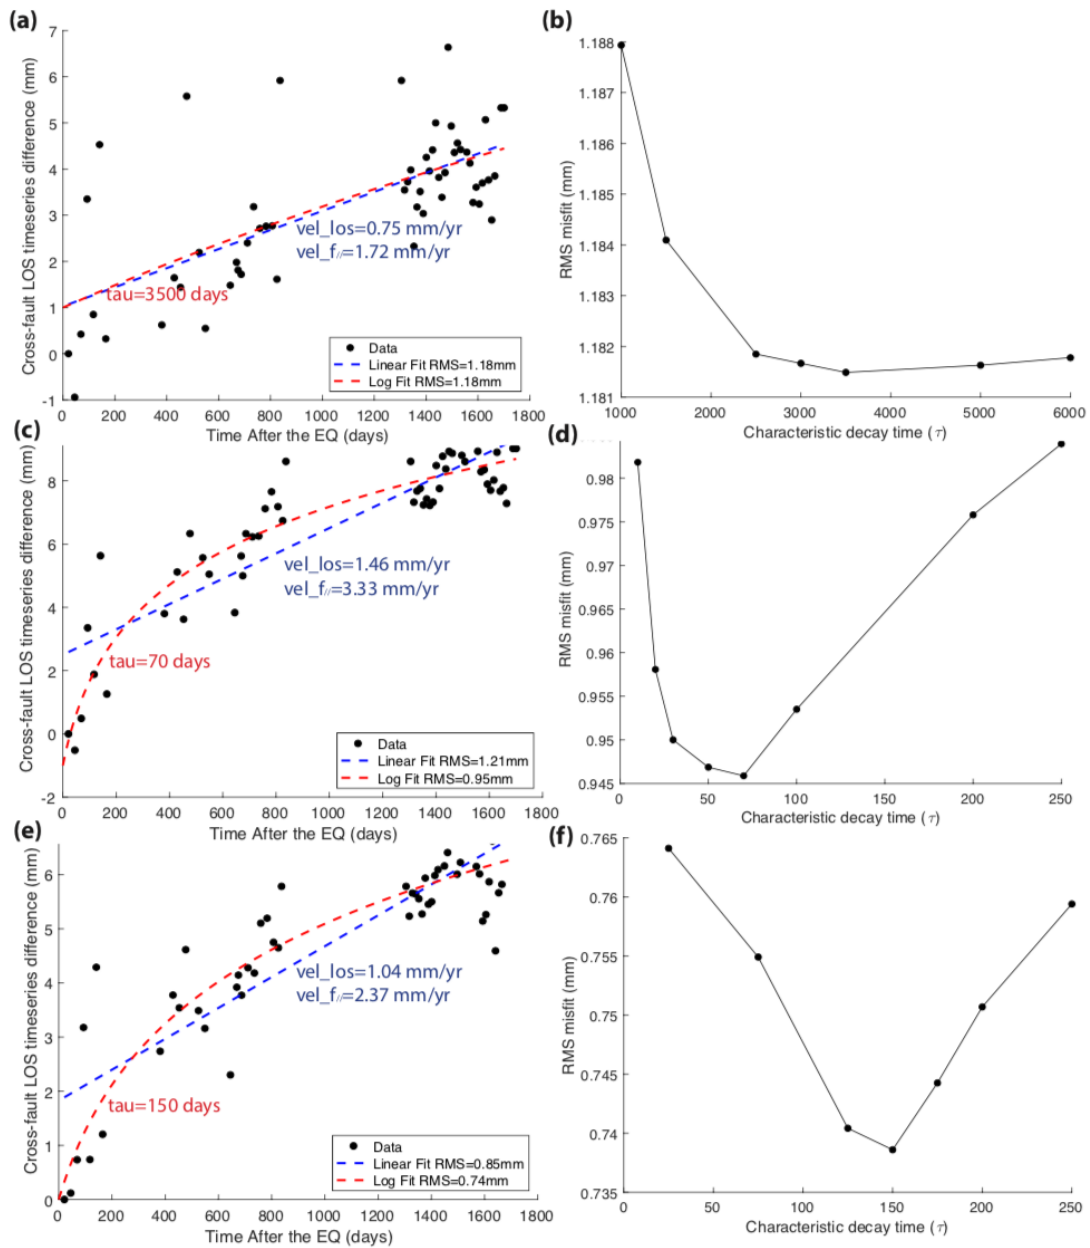 (a)
7
6
5
4
3
2
1
0
-1
Cross-fault LOS timeseries difference (mm)
vel_los=0.75 mm/yr
vel_f//=1.72 mm/yr
tau=3500 days
Data
Linear Fit RMS=1.18mm
Log Fit RMS=1.18mm
0 200 400 600 800 1000 1200 1400 1600 1800
Time After the EQ (days)
(b)
1.188
1.187
1.186
1.185
1.184
1.183
1.182
1.181
RMS misfit (mm)
1000 2000 3000 4000 5000 6000
Characteristic decay time (τ)
(c)
8
6
4
2
0
-2
Cross-fault LOS timeseries difference (mm)
vel_los=1.46 mm/yr
vel_f//=3.33 mm/yr
tau=70 days
Data
Linear Fit RMS=1.21mm
Log Fit RMS=0.95mm
0 200 400 600 800 1000 1200 1400 1600 1800
Time After the EQ (days)
(d)
0.98
0.975
0.97
0.965
0.96
0.955
0.95
0.945
RMS misfit (mm)
0 50 100 150 200 250
Characteristic decay time (τ)
(e)
6
5
4
3
2
1
0
Cross-fault LOS timeseries difference (mm)
vel_los=1.04 mm/yr
vel_f//=2.37 mm/yr
tau=150 days
Data
Linear Fit RMS=0.85mm
Log Fit RMS=0.74mm
0 200 400 600 800 1000 1200 1400 1600 1800
Time After the EQ (days)
(f)
0.765
0.76
0.755
0.75
0.745
0.74
0.735
RMS misfit (mm)
0 50 100 150 200 250
Characteristic decay time (τ)